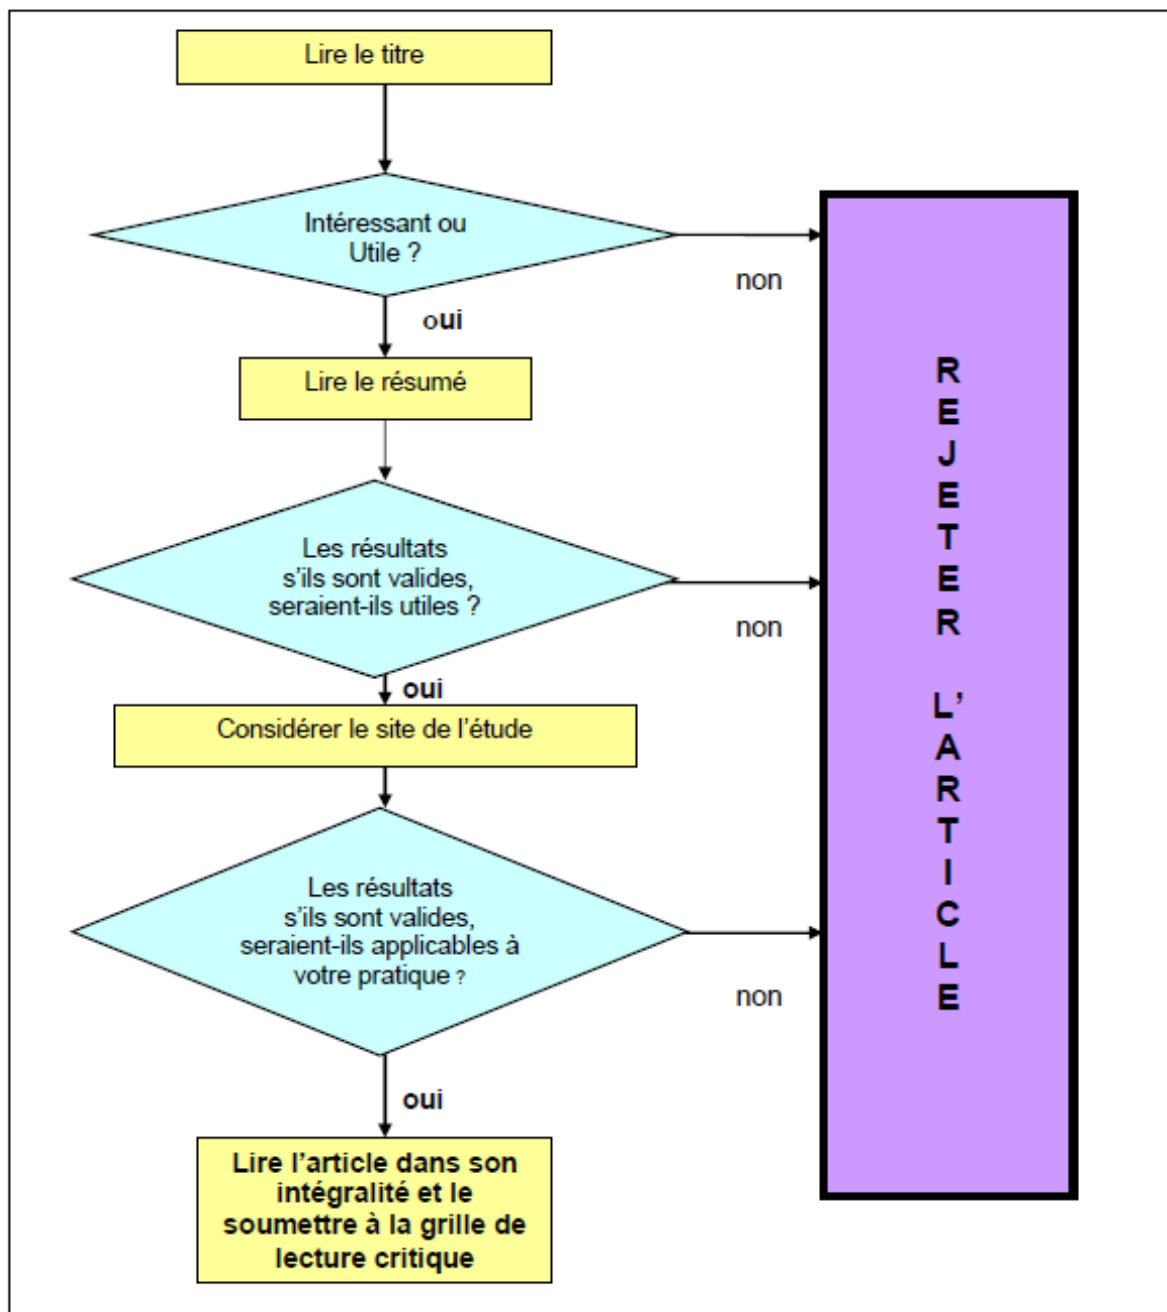 Lire le titre
Intéressant ou
Utile ?
non
oui
Lire le résumé
Les résultats
s'ils sont valides,
seraient-ils utiles ?
non
oui
Considérer le site de l'étude
Les résultats
s'ils sont valides,
seraient-ils applicables à
votre pratique ?
non
oui
Lire l'article dans son
intégralité et le
soumettre à la grille de
lecture critique
R
E
J
E
T
E
R
L'
A
R
T
I
C
L
E